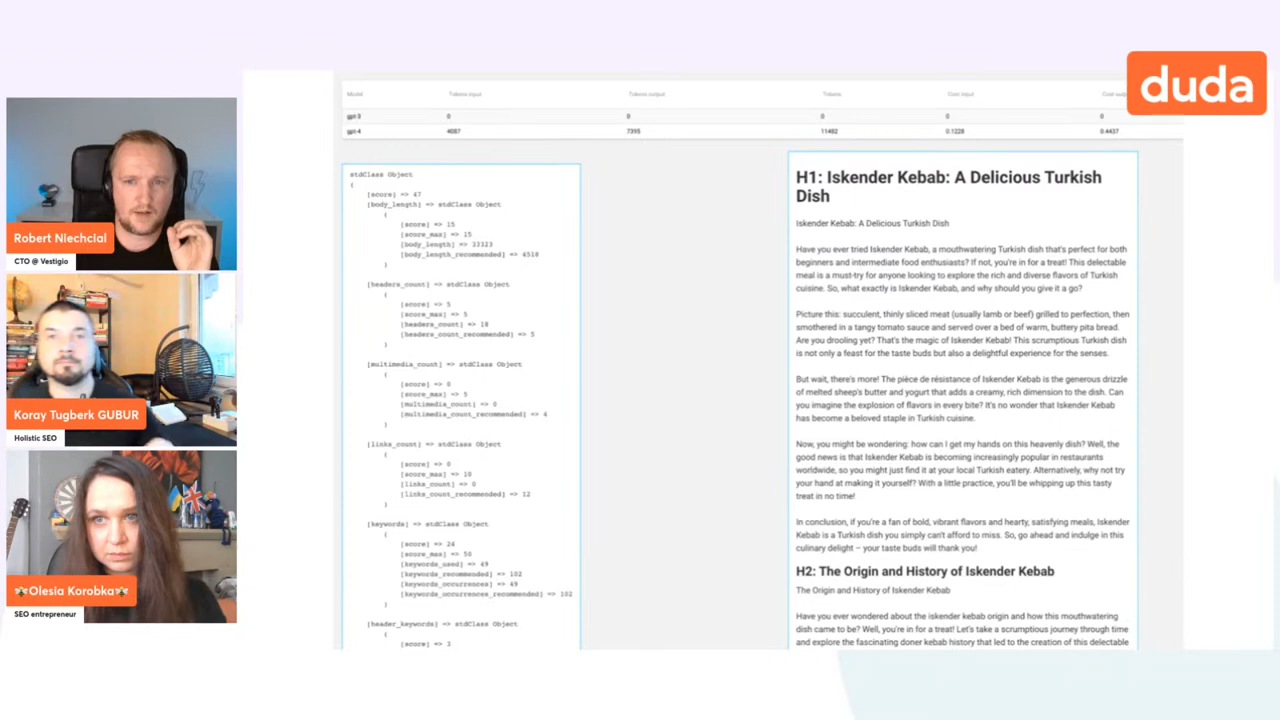 duda
Robert Niechcial
CTO @ Vestigio
Koray Tugberk GUBUR
Holistic SEO
Olesia Korobka
SEO entrepreneur
Model Tokens input Tokens output Tokens Cost input Cost
gpt-3 0 0 0 0 0
gpt-4 4087 7395 11482 0.1228 0.4437
stdClass Object
(
[score] => 47
[body_length] => stdClass Object
(
[score] => 15
[score_max] => 15
[body_length] => 33323
[body_length_recommended] => 4518
)
[headers_count] => stdClass Object
(
[score] => 5
[score_max] => 5
[headers_count] => 18
[headers_count_recommended] => 5
)
[multimedia_count] => stdClass Object
(
[score] => 0
[score_max] => 5
[multimedia_count] => 0
[multimedia_count_recommended] => 4
)
[links_count] => stdClass Object
(
[score] => 0
[score_max] => 10
[links_count] => 0
[links_count_recommended] => 12
)
[keywords] => stdClass Object
(
[score] => 24
[score_max] => 50
[keywords_used] => 49
[keywords_recommended] => 102
[keywords_occurrences] => 49
[keywords_occurrences_recommended] => 102
)
[header_keywords] => stdClass Object
(
[score] => 3
H1: Iskender Kebab: A Delicious Turkish
Dish
Iskender Kebab: A Delicious Turkish Dish
Have you ever tried Iskender Kebab, a mouthwatering Turkish dish that's perfect for both
beginners and intermediate food enthusiasts? If not, you're in for a treat! This delectable
meal is a must-try for anyone looking to explore the rich and diverse flavors of Turkish
cuisine. So, what exactly is Iskender Kebab, and why should you give it a go?
Picture this: succulent, thinly sliced meat (usually lamb or beef) grilled to perfection, then
smothered in a tangy tomato sauce and served over a bed of warm, buttery pita bread.
Are you drooling yet? That's the magic of Iskender Kebab! This scrumptious Turkish dish
is not only a feast for the taste buds but also a delightful experience for the senses.
But wait, there's more! The pièce de résistance of Iskender Kebab is the generous drizzle
of melted sheep's butter and yogurt that adds a creamy, rich dimension to the dish. Can
you imagine the explosion of flavors in every bite? It's no wonder that Iskender Kebab
has become a beloved staple in Turkish cuisine.
Now, you might be wondering: how can I get my hands on this heavenly dish? Well, the
good news is that Iskender Kebab is becoming increasingly popular in restaurants
worldwide, so you might just find it at your local Turkish eatery. Alternatively, why not try
your hand at making it yourself? With a little practice, you'll be whipping up this tasty
treat in no time!
In conclusion, if you're a fan of bold, vibrant flavors and hearty, satisfying meals, Iskender
Kebab is a Turkish dish you simply can't afford to miss. So, go ahead and indulge in this
culinary delight – your taste buds will thank you!
H2: The Origin and History of Iskender Kebab
The Origin and History of Iskender Kebab
Have you ever wondered about the iskender kebab origin and how this mouthwatering
dish came to be? Well, you're in for a treat! Let's take a scrumptious journey through time
and explore the fascinating doner kebab history that led to the creation of this delectable